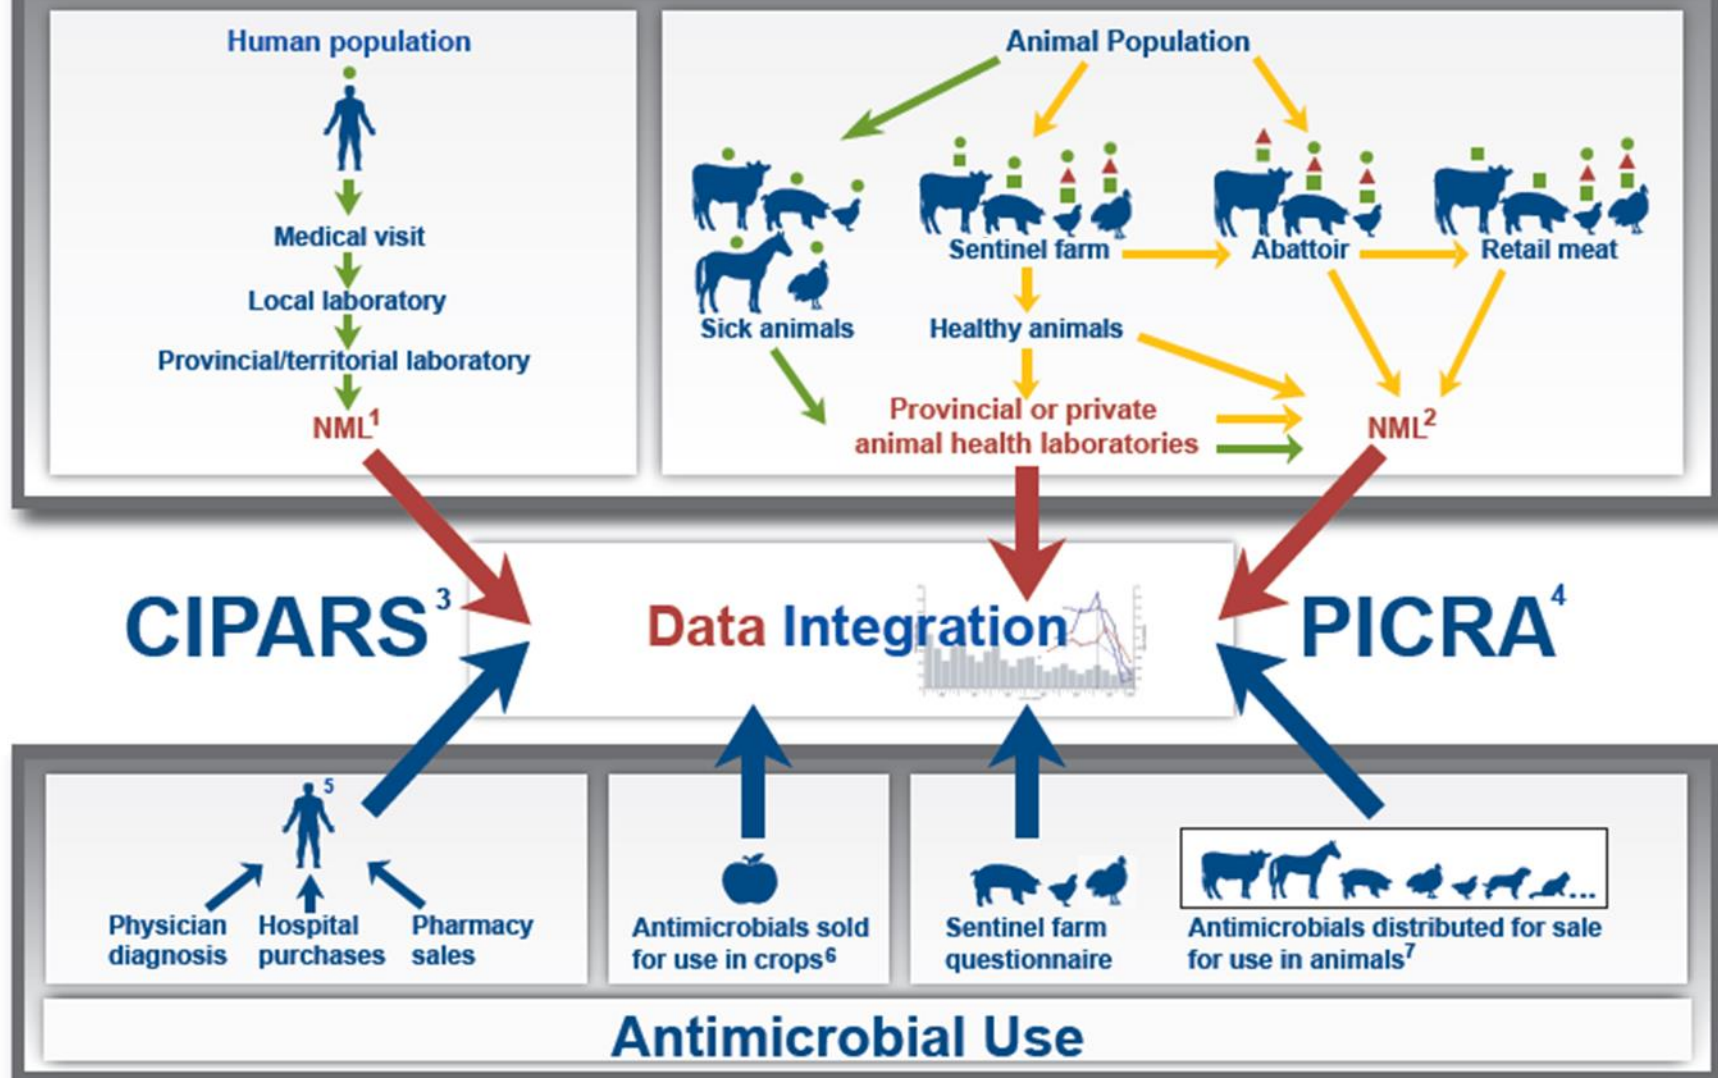 Human population
Medical visit
Local laboratory
Provincial/territorial laboratory
NML1
Animal Population
Sentinel farm
Abattoir
Retail meat
Sick animals
Healthy animals
Provincial or private
animal health laboratories
NML2
CIPARS3
Data Integration
PICRA4
5
Physician
diagnosis
Hospital
purchases
Pharmacy
sales
Antimicrobials sold
for use in crops6
Sentinel farm
questionnaire
...
Antimicrobials distributed for sale
for use in animals7
Antimicrobial Use